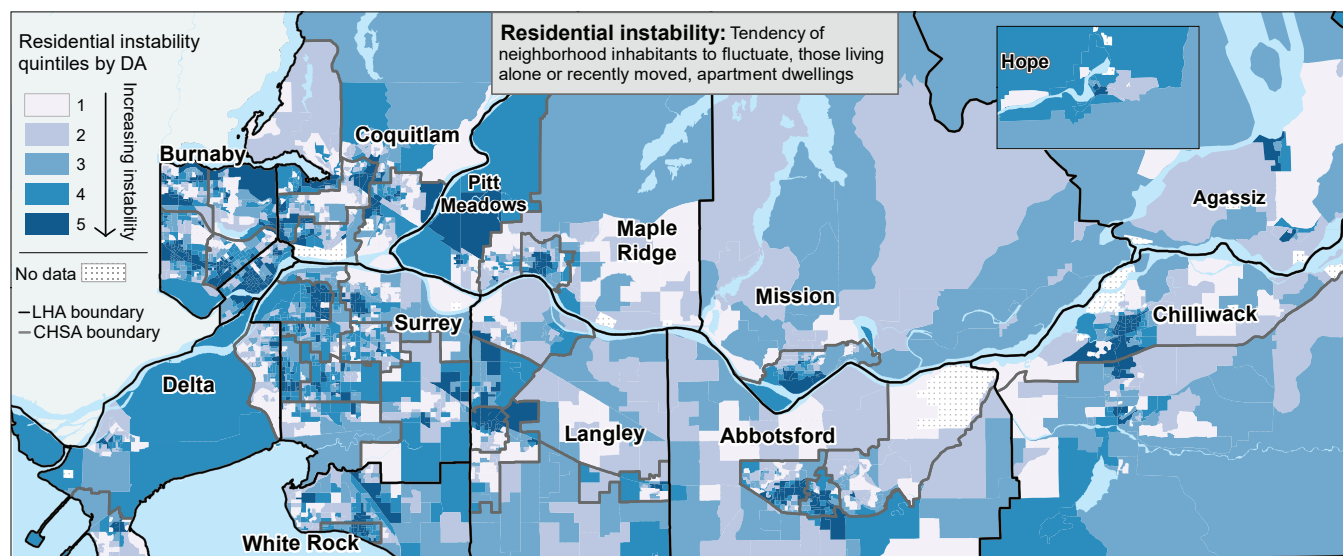 Residential instability
quintiles by DA
1
2
3
4
5
Increasing instability
No data
LHA boundary
CHSA boundary
Residential instability: Tendency of
neighborhood inhabitants to fluctuate, those living
alone or recently moved, apartment dwellings
Hope
Coquitlam
Burnaby
Pitt
Meadows
Agassiz
Maple
Ridge
Mission
Chilliwack
Surrey
Delta
Langley
Abbotsford
White Rock